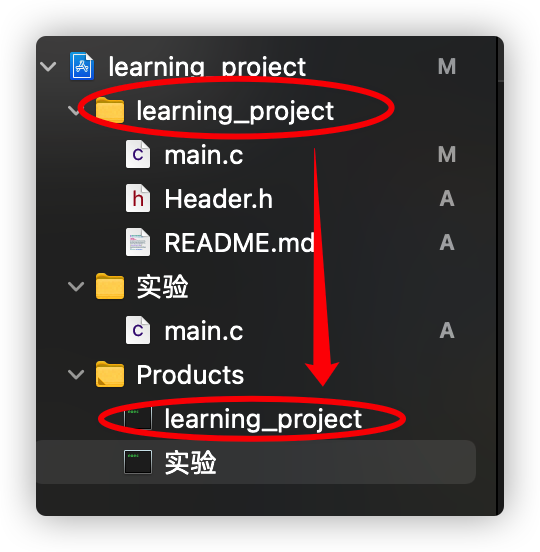 learning_project M
learning_project
main.c M
Header.h A
README.md A
实验
main.c A
Products
learning_project
实验